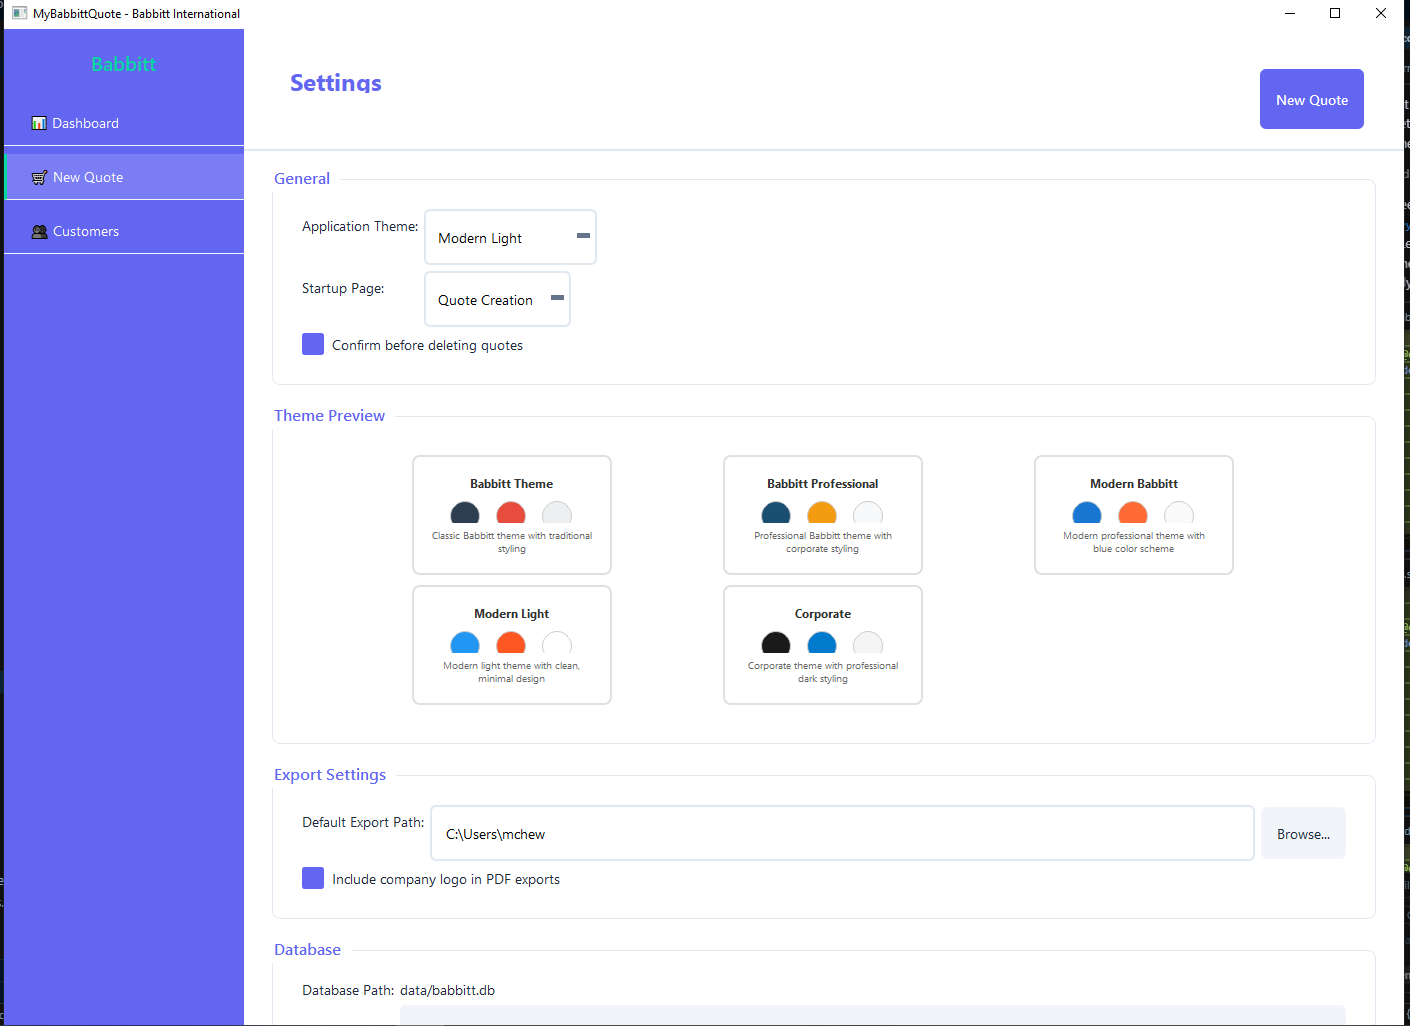 MyBabbittQuote - Babbitt International
Babbitt
Dashboard
New Quote
Customers
Settings
New Quote
General
Application Theme:
Modern Light
Startup Page:
Quote Creation
Confirm before deleting quotes
Theme Preview
Babbitt Theme
Classic Babbitt theme with traditional
styling
Babbitt Professional
Professional Babbitt theme with
corporate styling
Modern Babbitt
Modern professional theme with
blue color scheme
Modern Light
Modern light theme with clean,
minimal design
Corporate
Corporate theme with professional
dark styling
Export Settings
Default Export Path:
C:\Users\mchew
Browse...
Include company logo in PDF exports
Database
Database Path: data/babbitt.db